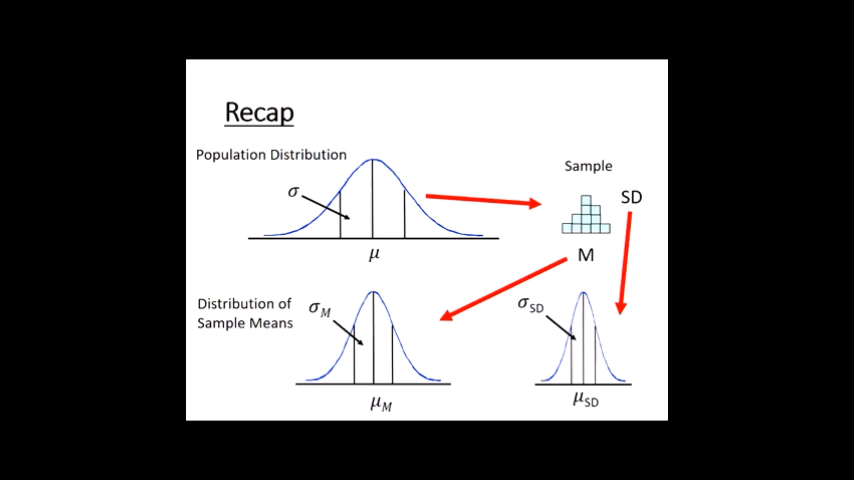 Recap
Population Distribution
Sample
σ
SD
μ
M
Distribution of
Sample Means
σ_M
σ_SD
μ_M
μ_SD